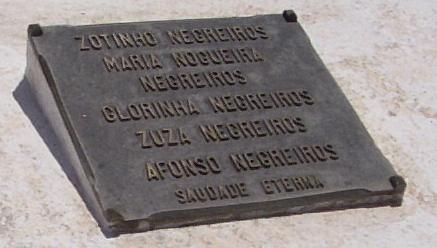 ZOTINHO NEGREIROS
MARIA NOGUEIRA
NEGREIROS
GLORINHA NEGREIROS
ZUZA NEGREIROS
AFONSO NEGREIROS
SAUDADE ETERNA